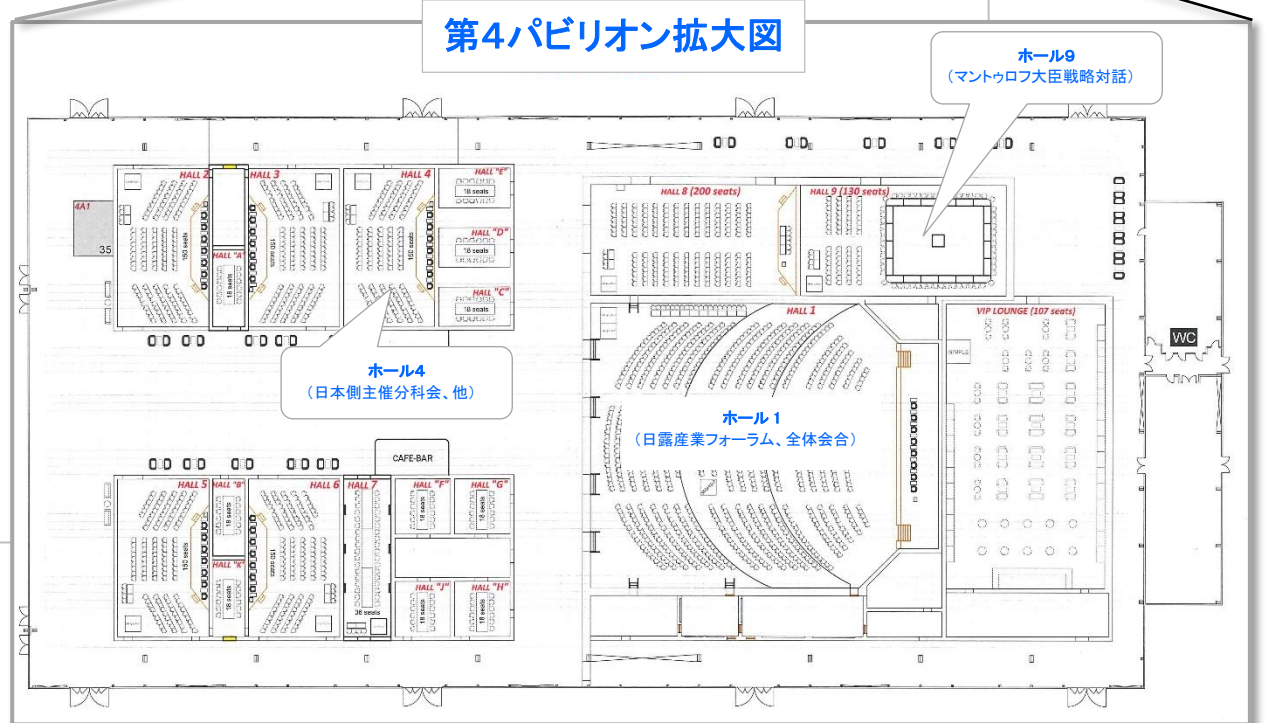 第4パビリオン拡大図
ホール9
（マントゥロフ大臣戦略対話）
HALL 2
HALL 3
HALL 4
HALL "E"
18 seats
4A1
35
150 seats
HALL "A"
18 seats
150 seats
150 seats
HALL "D"
18 seats
HALL "C"
18 seats
HALL 8 (200 seats)
HALL 9 (130 seats)
HALL 1
VIP LOUNGE (107 seats)
WC
ホール4
（日本側主催分科会、他）
ホール１
（日露産業フォーラム、全体会合）
CAFE-BAR
HALL 5
HALL "B"
HALL 6
HALL 7
HALL "F"
HALL "G"
18 seats
18 seats
18 seats
150 seats
150 seats
HALL "K"
18 seats
36 seats
HALL "J"
HALL "H"
18 seats
18 seats